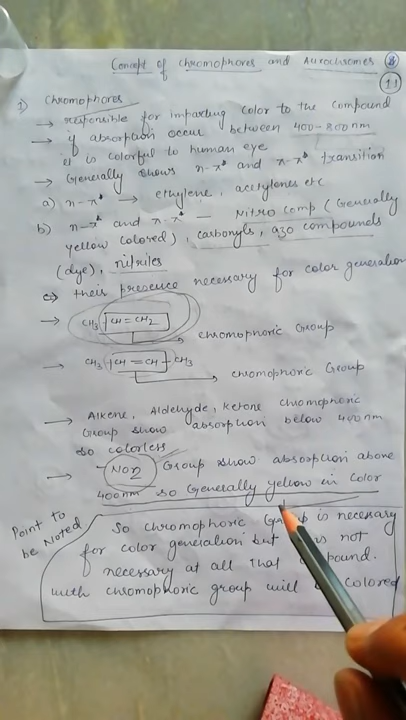 Concept of chromophores and Auxochromes
11
1) Chromophores
→ responsible for imparting color to the compound
→ if absorption occur between 400-800nm
it is colorful to human eye
→ Generally shows n-π* and π-π* transition
a) π-π* → ethylene, acetylenes etc
b) n-π* and π-π* — Nitro comp (Generally
yellow colored), carbonyls, azo compounds
(dye), nitriles
c) their presence necessary for color generation
→ CH3 CH=CH2
chromophoric Group
→ CH3 CH=CH-CH3
chromophoric Group
→ Alkene, Aldehyde, ketone chromophoric
Group show absorption below 400nm
so colorless
→ -NO2 Group show absorption above
400nm so Generally yellow in color
Point to
be Noted
So chromophoric Group is necessary
for color generation but not
necessary at all that
with chromophoric group will colored